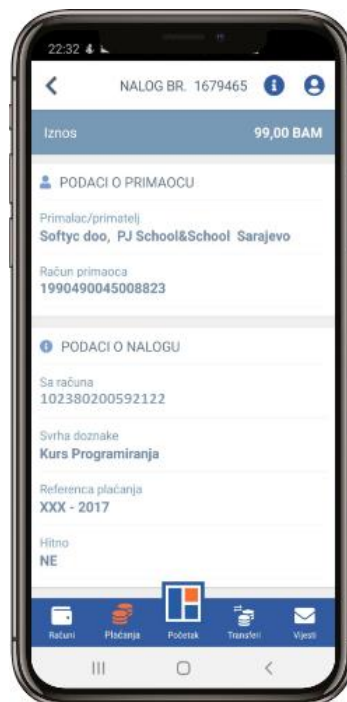 22:32
NALOG BR. 1679465
Iznos 99,00 BAM
PODACI O PRIMAOCU
Primalac/primatelj
Softyc doo, PJ School&School Sarajevo
Račun primaoca
1990490045008823
PODACI O NALOGU
Sa računa
102380200592122
Svrha doznake
Kurs Programiranja
Referenca plaćanja
XXX - 2017
Hitno
NE
Računi Plaćanja Početak Transferi Vijesti